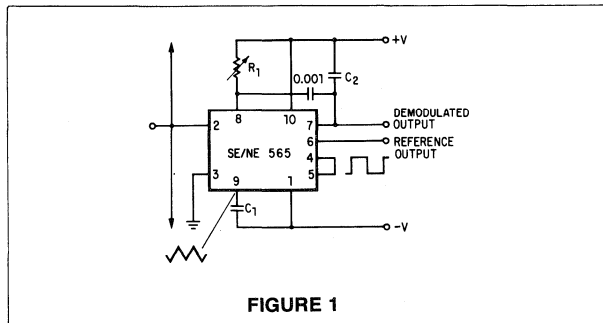 +V
R1
0.001
C2
DEMODULATED
OUTPUT
8
10
7
2
6
REFERENCE
OUTPUT
SE/NE 565
4
3
9
1
5
C1
-V
FIGURE 1